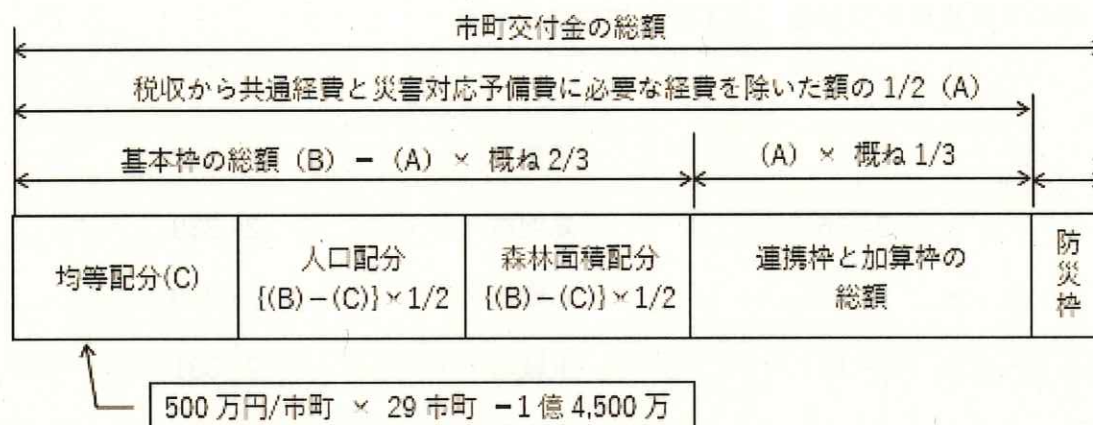 市町交付金の総額
税収から共通経費と災害対応予備費に必要な経費を除いた額の 1/2（A）
基本枠の総額（B）－（A）× 概ね 2/3
（A）× 概ね 1/3
均等配分(C)
人口配分
{(B)－(C)}×1/2
森林面積配分
{(B)－(C)}×1/2
連携枠と加算枠の
総額
防災枠
500 万円/市町 × 29 市町 －1 億 4,500 万